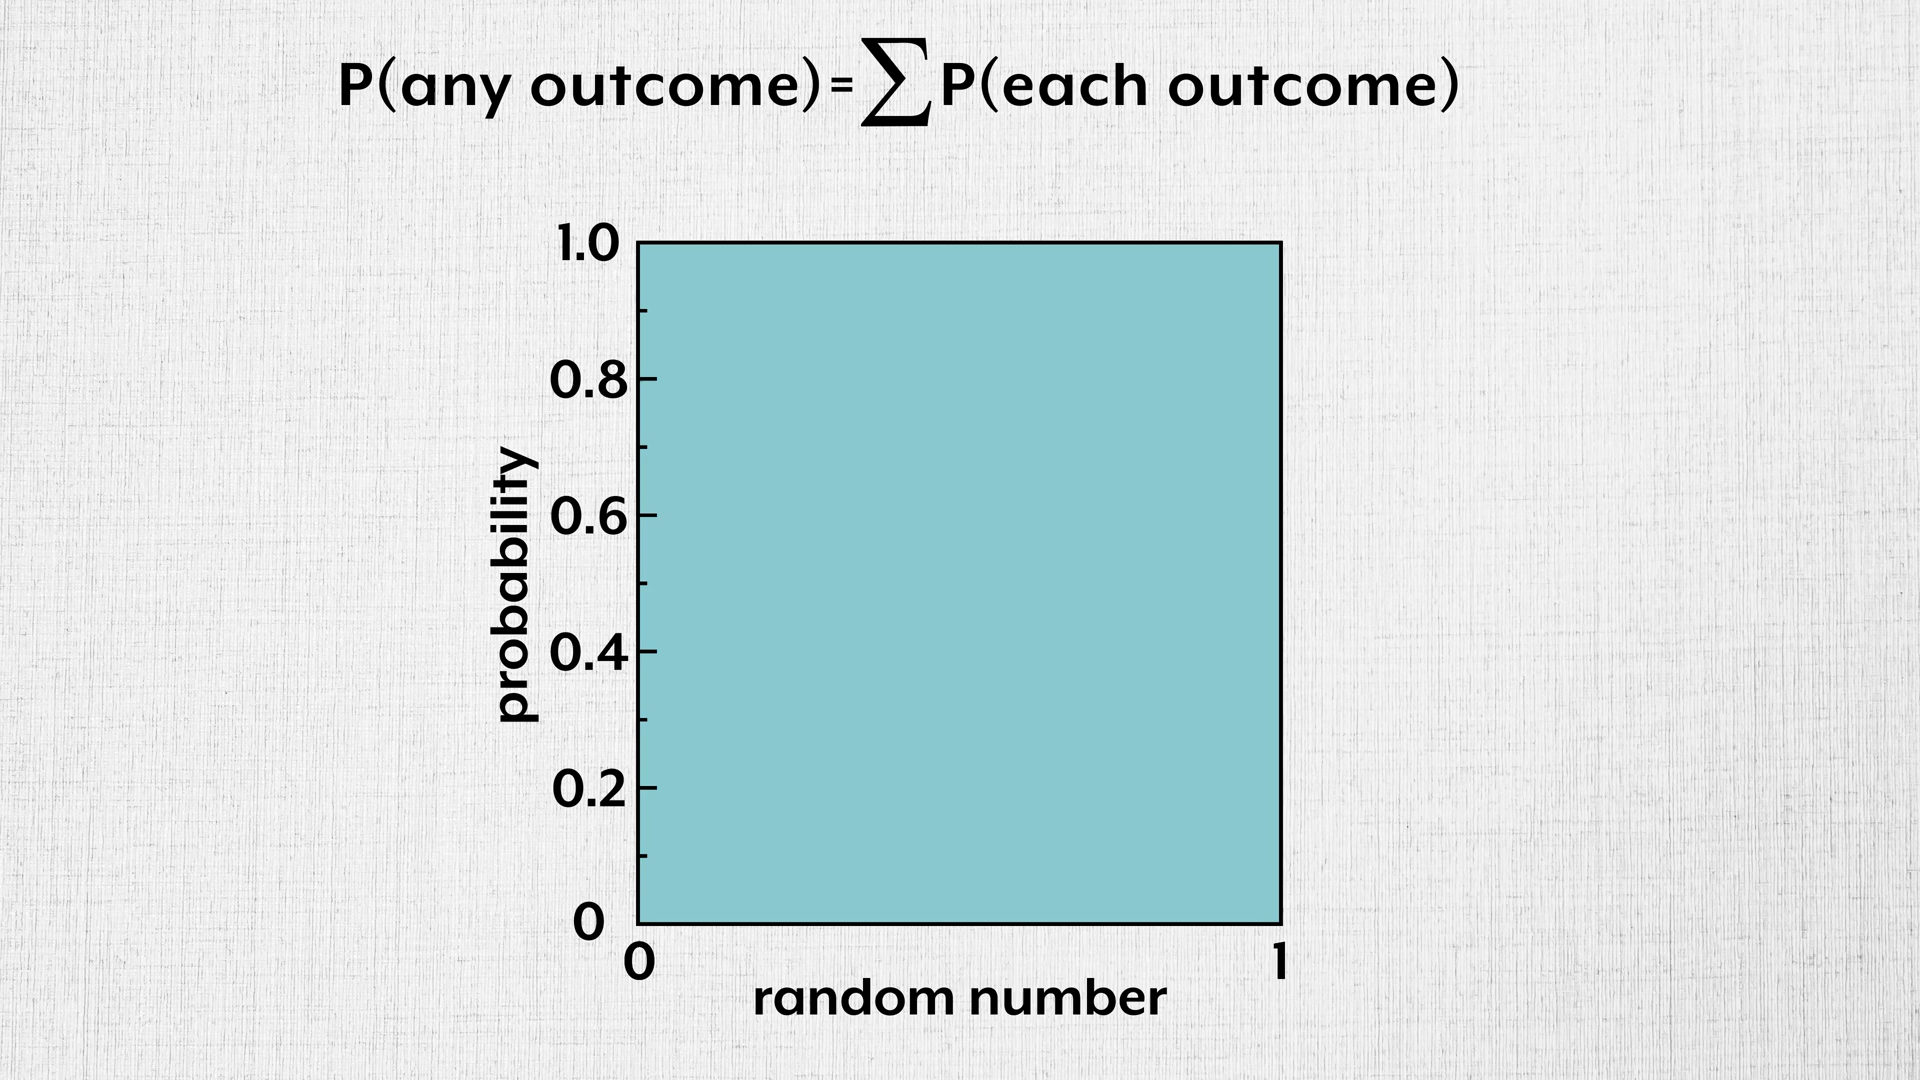 P(any outcome)=∑P(each outcome)
1.0
0.8
0.6
0.4
0.2
0
probability
0 1
random number